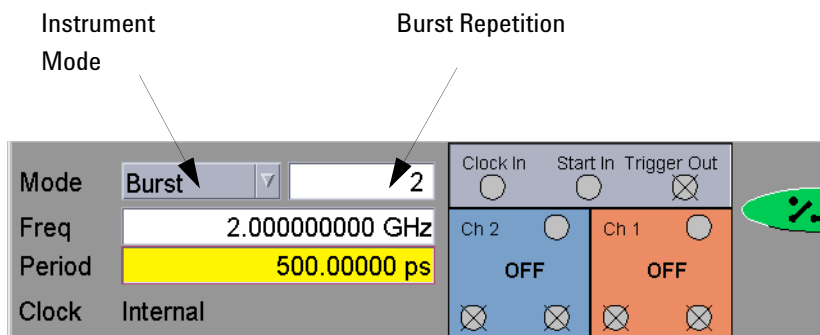 Instrument Mode
Burst Repetition
Mode Burst 2
Freq 2.000000000 GHz
Period 500.00000 ps
Clock Internal
Clock In Start In Trigger Out
Ch 2 Ch 1
OFF OFF